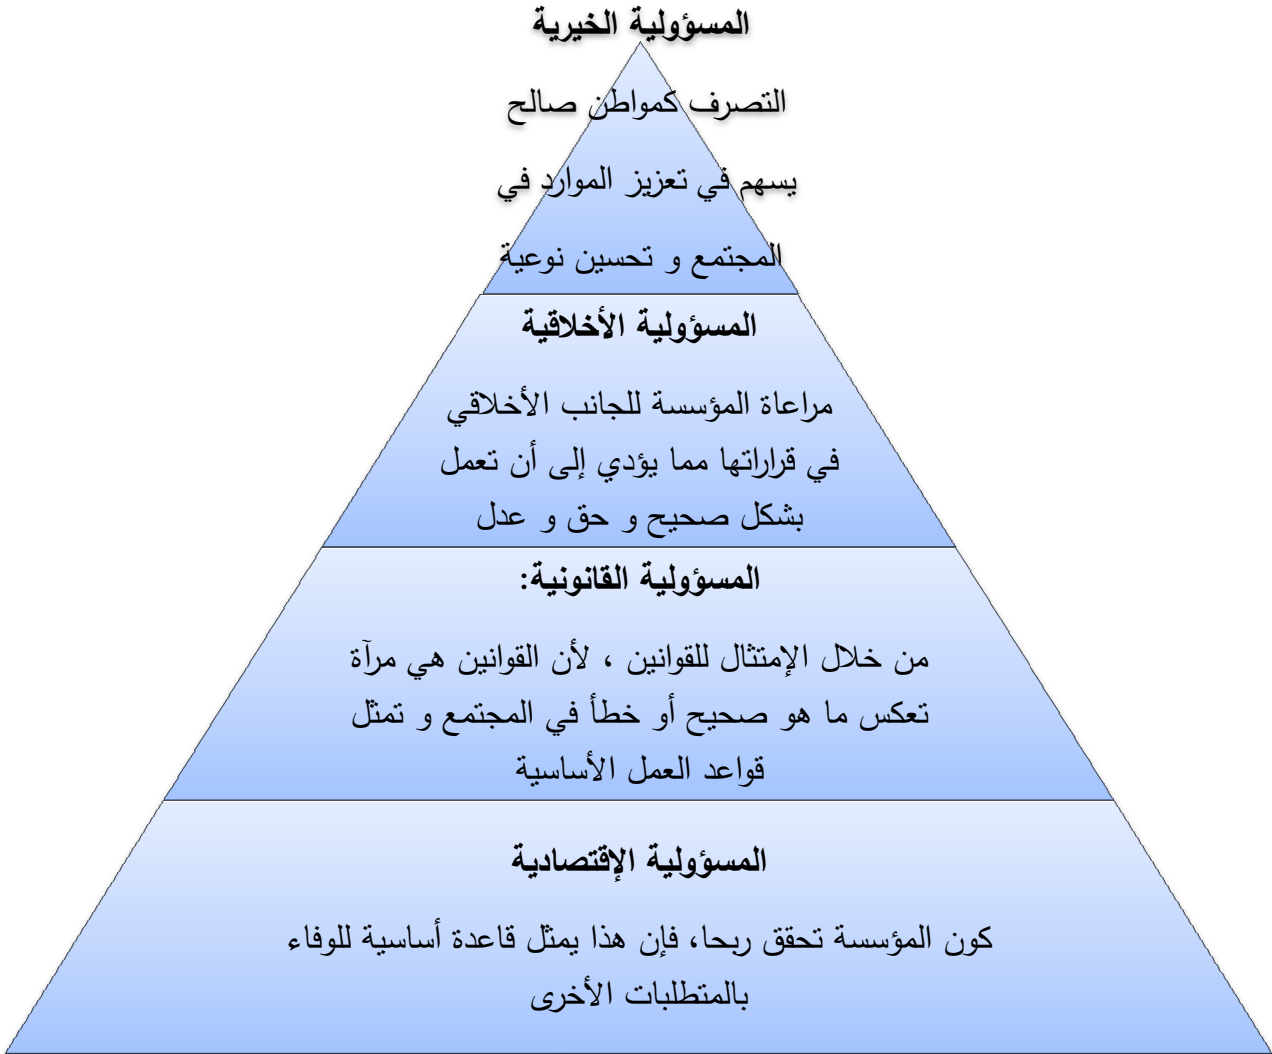 المسؤولية الخيرية
التصرف كمواطن صالح
يسهم في تعزيز الموارد في
المجتمع و تحسين نوعية
المسؤولية الأخلاقية
مراعاة المؤسسة للجانب الأخلاقي
في قراراتها مما يؤدي إلى أن تعمل
بشكل صحيح و حق و عدل
المسؤولية القانونية:
من خلال الإمتثال للقوانين ، لأن القوانين هي مرآة
تعكس ما هو صحيح أو خطأ في المجتمع و تمثل
قواعد العمل الأساسية
المسؤولية الإقتصادية
كون المؤسسة تحقق ربحا، فإن هذا يمثل قاعدة أساسية للوفاء
بالمتطلبات الأخرى